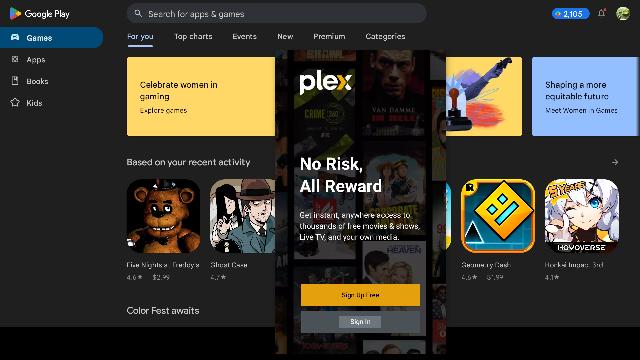 Google Play
Search for apps & games
2,105
Games
Apps
Books
Kids
For you
Top charts
Events
New
Premium
Categories
Celebrate women in
gaming
Explore games
Shaping a more
equitable future
Meet Women in Games
plex
CRIME 360
VAN DAMME
IN HELL
No Risk,
All Reward
Get instant, anywhere access to
thousands of free movies & shows,
Live TV, and your own media.
HEAVEN
Sign Up Free
Sign In
Based on your recent activity
HOYOVERSE
Five Nights a
Freddy's
4.6★ $2.99
Ghost Case
4.7★
Geometry Dash
4.6★ $1.99
Honkai Impact 3rd
4.1★
Color Fest awaits